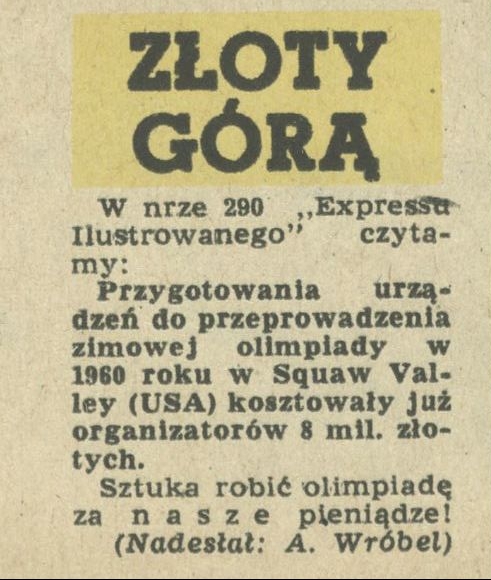 ZŁOTY
GÓRĄ
W nrze 290 „Expressu
Ilustrowanego” czyta-
my:
Przygotowania urzą-
dzeń do przeprowadzenia
zimowej olimpiady w
1960 roku w Squaw Val-
ley (USA) kosztowały już
organizatorów 8 mil. zło-
tych.
Sztuka robić olimpiadę
za n a s z e pieniądze!
(Nadesłał: A. Wróbel)